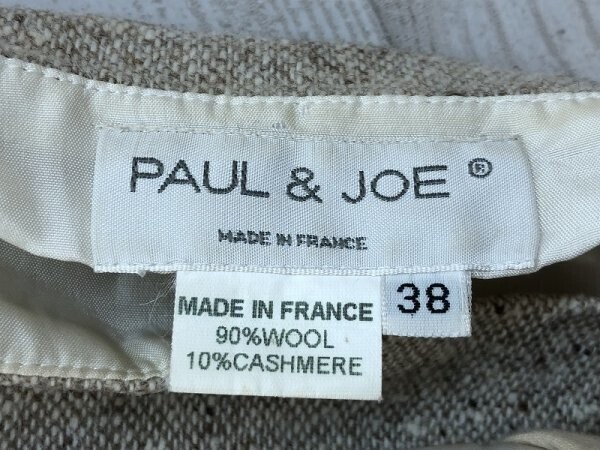 PAUL & JOE ®
MADE IN FRANCE
MADE IN FRANCE
90%WOOL
10%CASHMERE
38